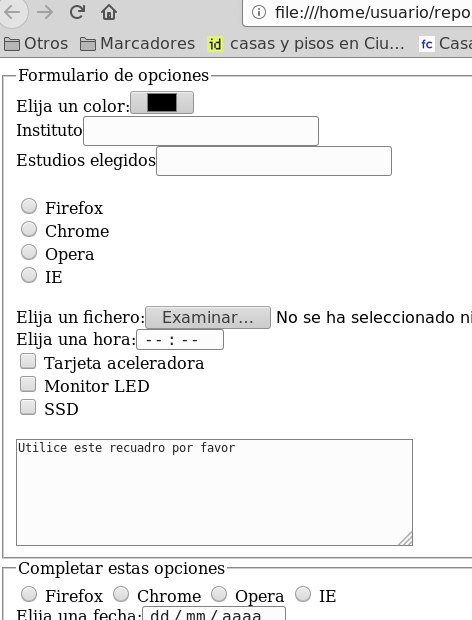 file:///home/usuario/repo
Otros Marcadores id casas y pisos en Ciu... fc Casa
Formulario de opciones
Elija un color:
Instituto
Estudios elegidos
Firefox
Chrome
Opera
IE
Elija un fichero: Examinar... No se ha seleccionado ni
Elija una hora: -- : --
Tarjeta aceleradora
Monitor LED
SSD
Utilice este recuadro por favor
Completar estas opciones
Firefox Chrome Opera IE
Elija una fecha: dd / mm / aaaa